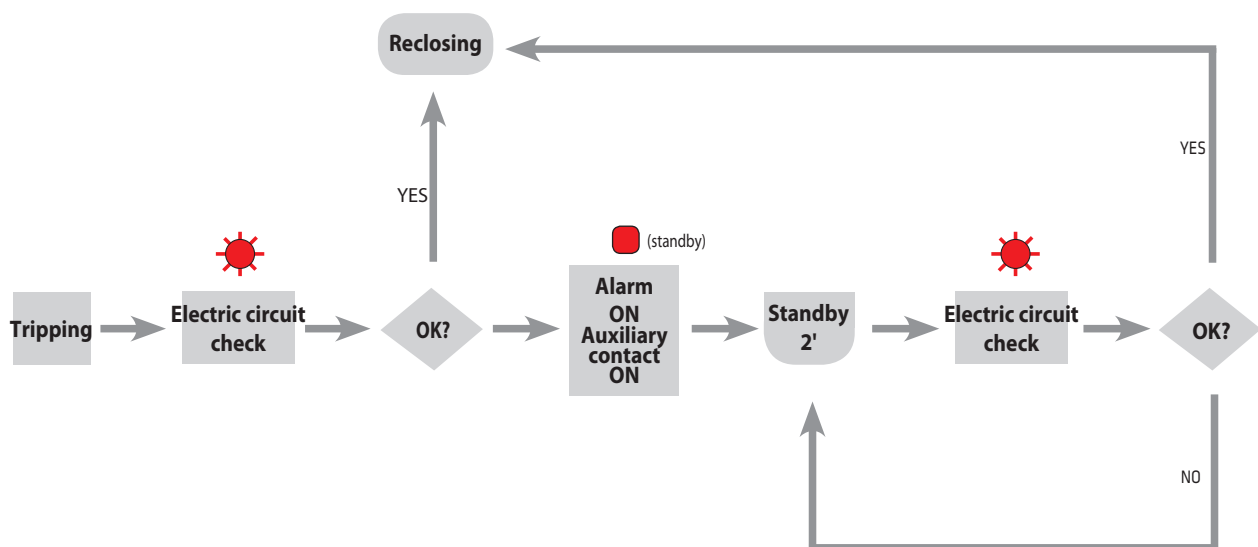 Reclosing
YES
YES
(standby)
Tripping
Electric circuit
check
OK?
Alarm
ON
Auxiliary
contact
ON
Standby
2'
Electric circuit
check
OK?
NO